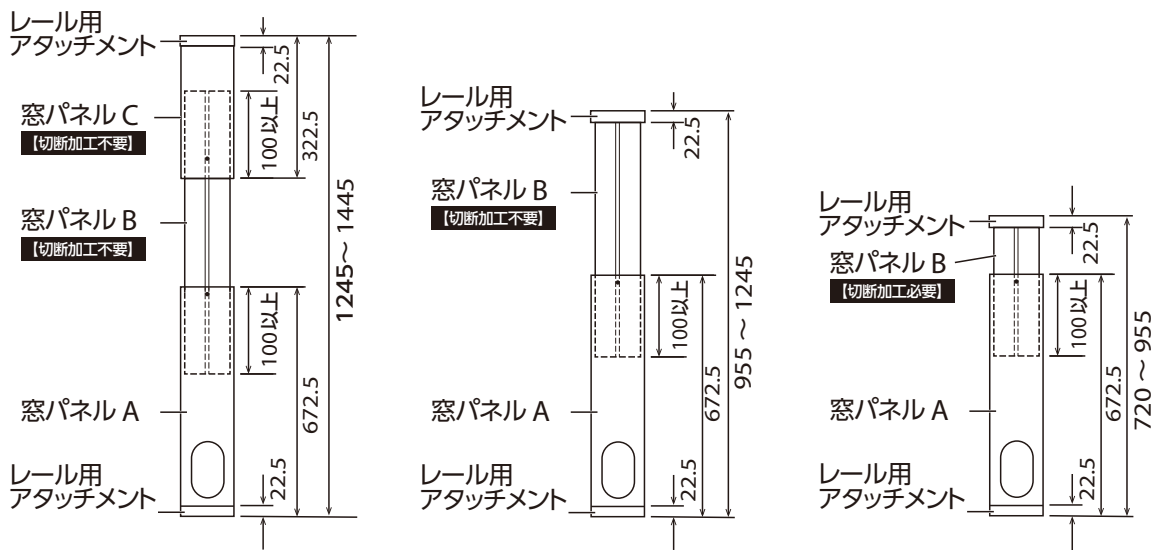 レール用
アタッチメント
窓パネル C
【切断加工不要】
窓パネル B
【切断加工不要】
窓パネル A
レール用
アタッチメント
22.5
100以上
322.5
100以上
672.5
22.5
1245～1445
レール用
アタッチメント
窓パネル B
【切断加工不要】
窓パネル A
レール用
アタッチメント
22.5
100以上
672.5
22.5
955～1245
レール用
アタッチメント
窓パネル B
【切断加工必要】
窓パネル A
レール用
アタッチメント
22.5
100以上
672.5
22.5
720～955